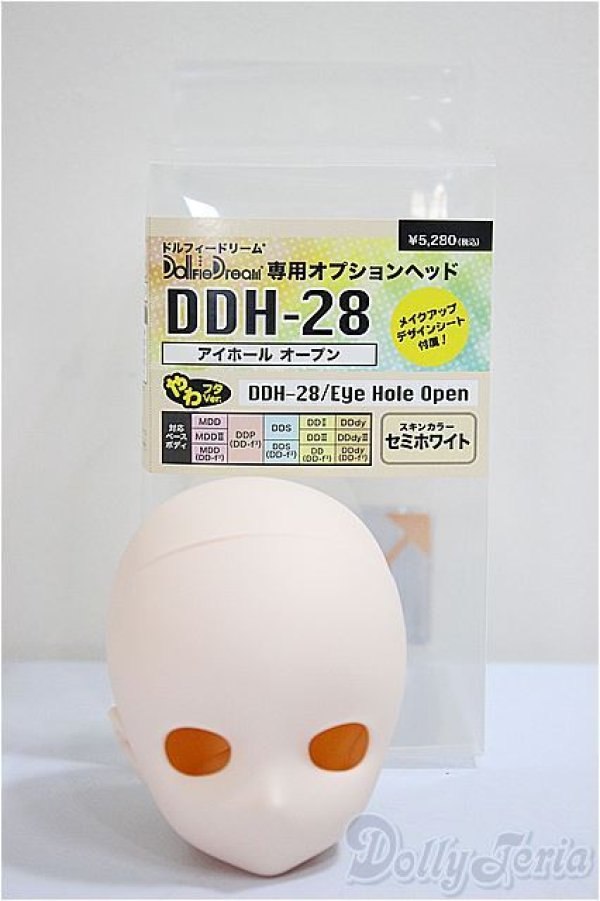 ¥5,280(税込)
ドルフィードリーム®
DollfieDream® 専用オプションヘッド
DDH-28
アイホール オープン
メイクアップ
デザインシート
付属!
やわフタVer. DDH-28/Eye Hole Open
対応
ベース
ボディ
MDD
MDDⅢ
MDD
(DD-f³)
DDP
(DD-f³)
DDS
DDS
(DD-f³)
DDⅡ
DDⅢ
DD
(DD-f³)
DDdy
DDdyⅢ
DDdy
(DD-f³)
スキンカラー
セミホワイト
DollyTeria